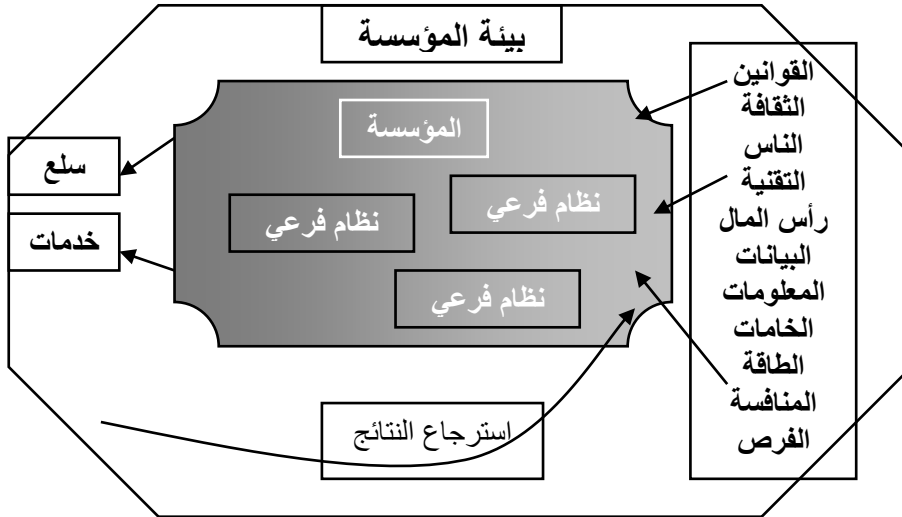 بيئة المؤسسة
القوانين
الثقافة
الناس
التقنية
رأس المال
البيانات
المعلومات
الخامات
الطاقة
المنافسة
الفرص
المؤسسة
نظام فرعي
نظام فرعي
نظام فرعي
سلع
خدمات
استرجاع النتائج